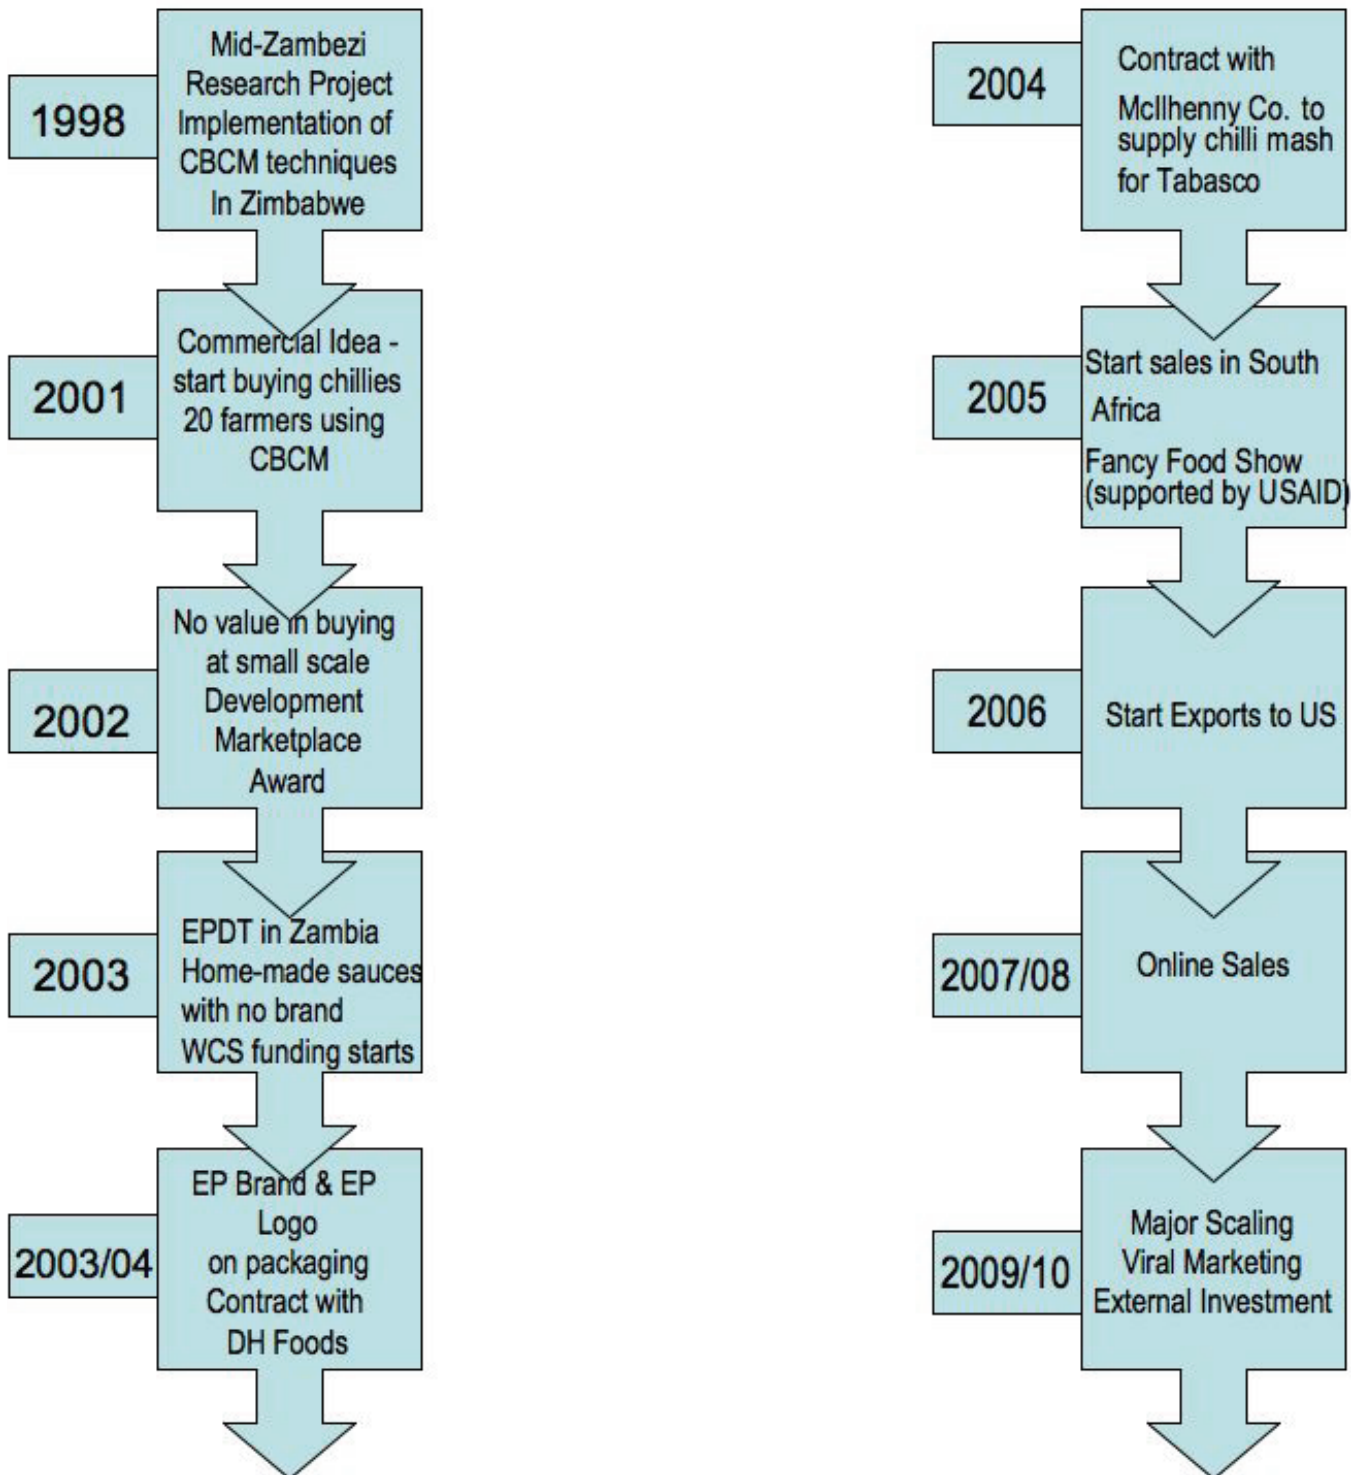 1998
Mid-Zambezi
Research Project
Implementation of
CBCM techniques
In Zimbabwe
2001
Commercial Idea -
start buying chillies
20 farmers using
CBCM
2002
No value in buying
at small scale
Development
Marketplace
Award
2003
EPDT in Zambia
Home-made sauces
with no brand
WCS funding starts
2003/04
EP Brand & EP
Logo
on packaging
Contract with
DH Foods
2004
Contract with
McIlhenny Co. to
supply chilli mash
for Tabasco
2005
Start sales in South
Africa
Fancy Food Show
(supported by USAID)
2006
Start Exports to US
2007/08
Online Sales
2009/10
Major Scaling
Viral Marketing
External Investment